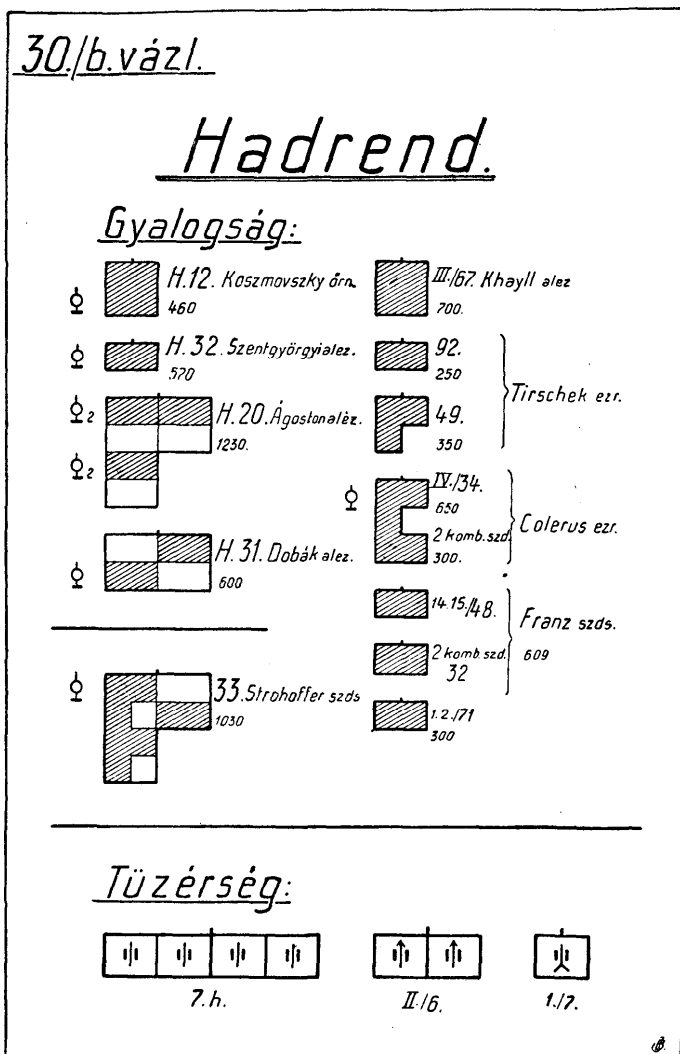 30./b. vázl.
Hadrend.
Gyalogság:
H. 12. Koszmovszky őrn.
460
H. 32. Szentgyörgyi alez.
570
2
H. 20. Ágoston alez.
1230.
2
H. 31. Dobák alez.
600
33. Strohoffer szds
1030
III./67. Khayll alez
700.
92.
250
49.
350
Tirschek ezr.
IV./34.
650
2 komb. szd.
300.
Colerus ezr.
14. 15./48.
2 komb. szd.
32
Franz szds.
609
1. 2./71
300
Tüzérség:
7. h.
II./6.
1./7.